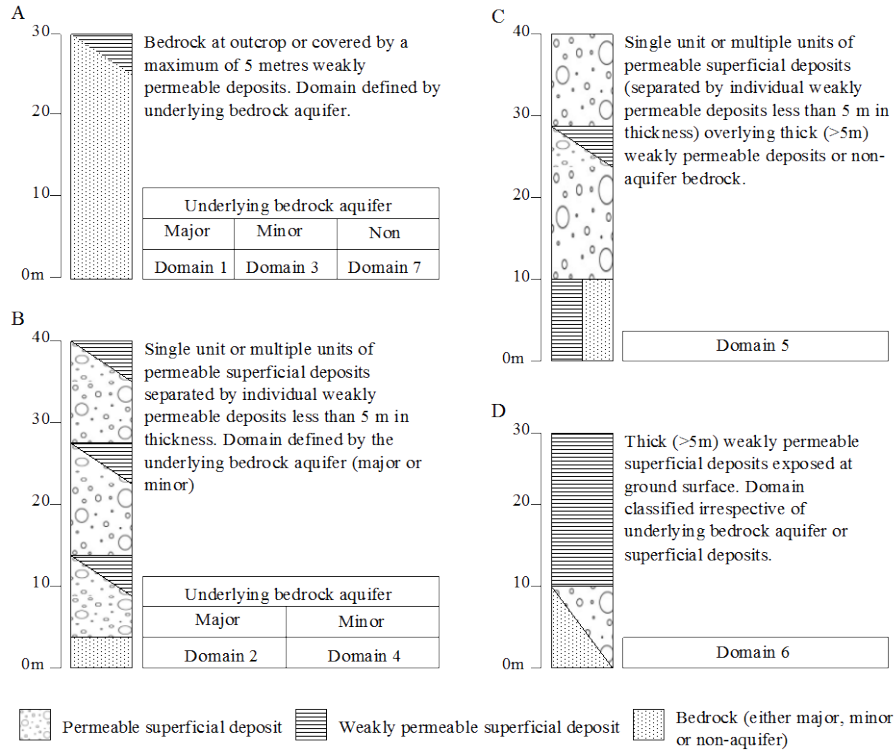 A
30
20
10
0m
Bedrock at outcrop or covered by a
maximum of 5 metres weakly
permeable deposits. Domain defined by
underlying bedrock aquifer.
Underlying bedrock aquifer
Major Minor Non
Domain 1 Domain 3 Domain 7
B
40
30
20
10
0m
Single unit or multiple units of
permeable superficial deposits
separated by individual weakly
permeable deposits less than 5 m in
thickness. Domain defined by the
underlying bedrock aquifer (major or
minor)
Underlying bedrock aquifer
Major Minor
Domain 2 Domain 4
C
40
30
20
10
0m
Single unit or multiple units of
permeable superficial deposits
(separated by individual weakly
permeable deposits less than 5 m in
thickness) overlying thick (>5m)
weakly permeable deposits or non-
aquifer bedrock.
Domain 5
D
30
20
10
0m
Thick (>5m) weakly permeable
superficial deposits exposed at
ground surface. Domain
classified irrespective of
underlying bedrock aquifer or
superficial deposits.
Domain 6
Permeable superficial deposit
Weakly permeable superficial deposit
Bedrock (either major, minor
or non-aquifer)